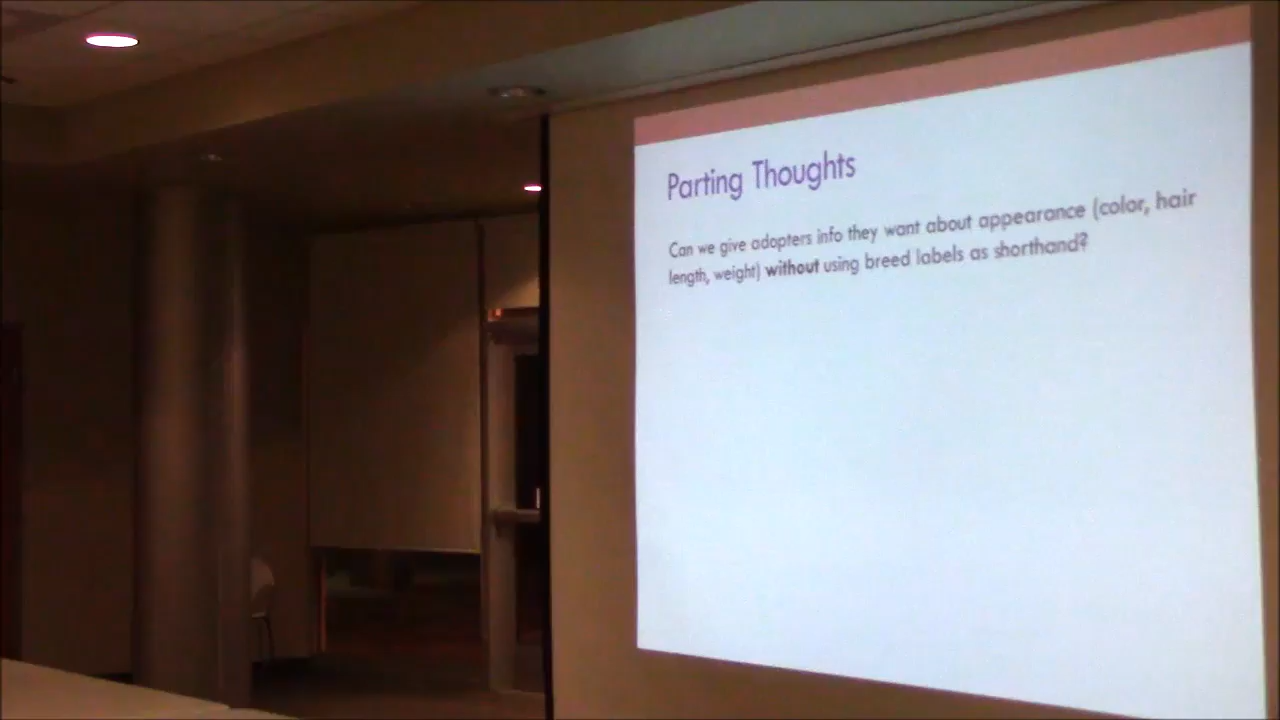 Parting Thoughts
Can we give adopters info they want about appearance (color, hair
length, weight) without using breed labels as shorthand?